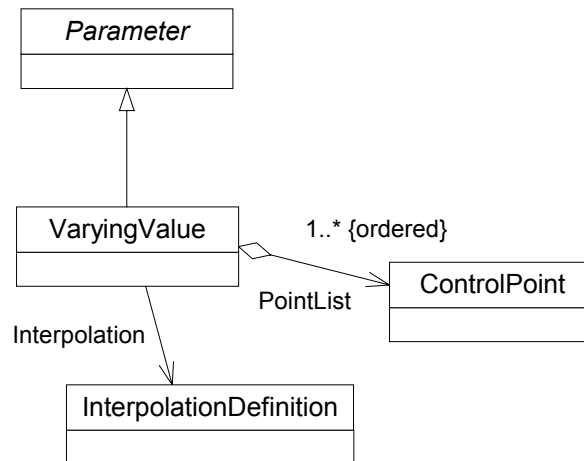 Parameter
VaryingValue
1..* {ordered}
ControlPoint
PointList
Interpolation
InterpolationDefinition